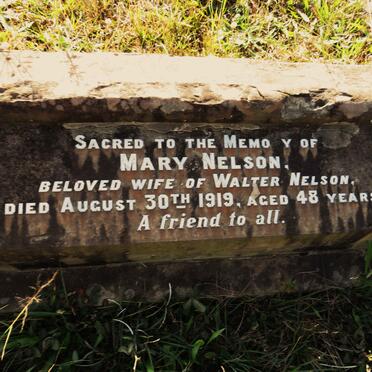 Sacred to the Memo y of
Mary Nelson,
beloved wife of Walter Nelson,
died August 30th 1919, aged 48 years
A friend to all.